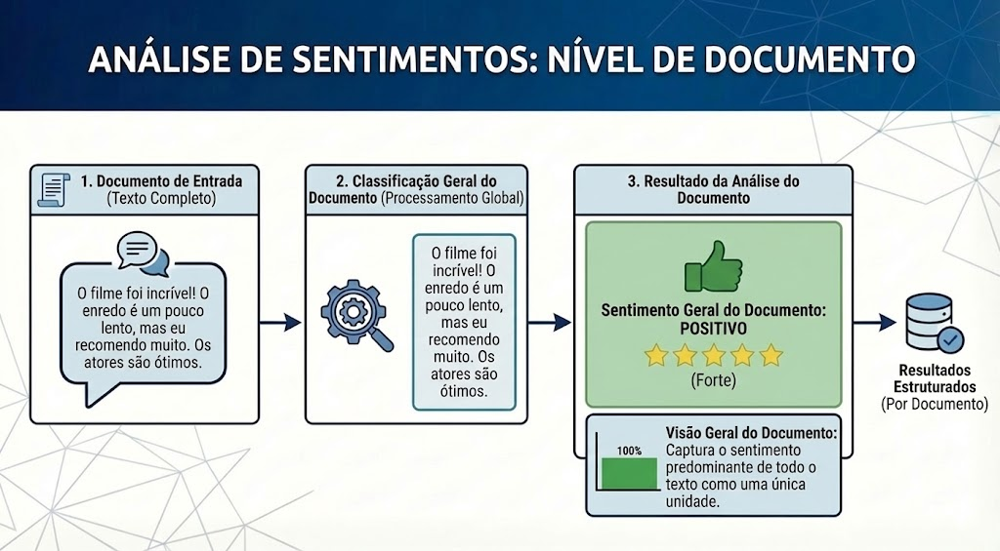 ANÁLISE DE SENTIMENTOS: NÍVEL DE DOCUMENTO
1. Documento de Entrada
(Texto Completo)
O filme foi incrível! O
enredo é um pouco
lento, mas eu
recomendo muito. Os
atores são ótimos.
2. Classificação Geral do
Documento (Processamento Global)
O filme foi
incrível! O
enredo é um
pouco lento,
mas eu
recomendo
muito. Os
atores são
ótimos.
3. Resultado da Análise do
Documento
Sentimento Geral do Documento:
POSITIVO
(Forte)
100%
Visão Geral do Documento:
Captura o sentimento
predominante de todo o
texto como uma única
unidade.
Resultados
Estruturados
(Por Documento)